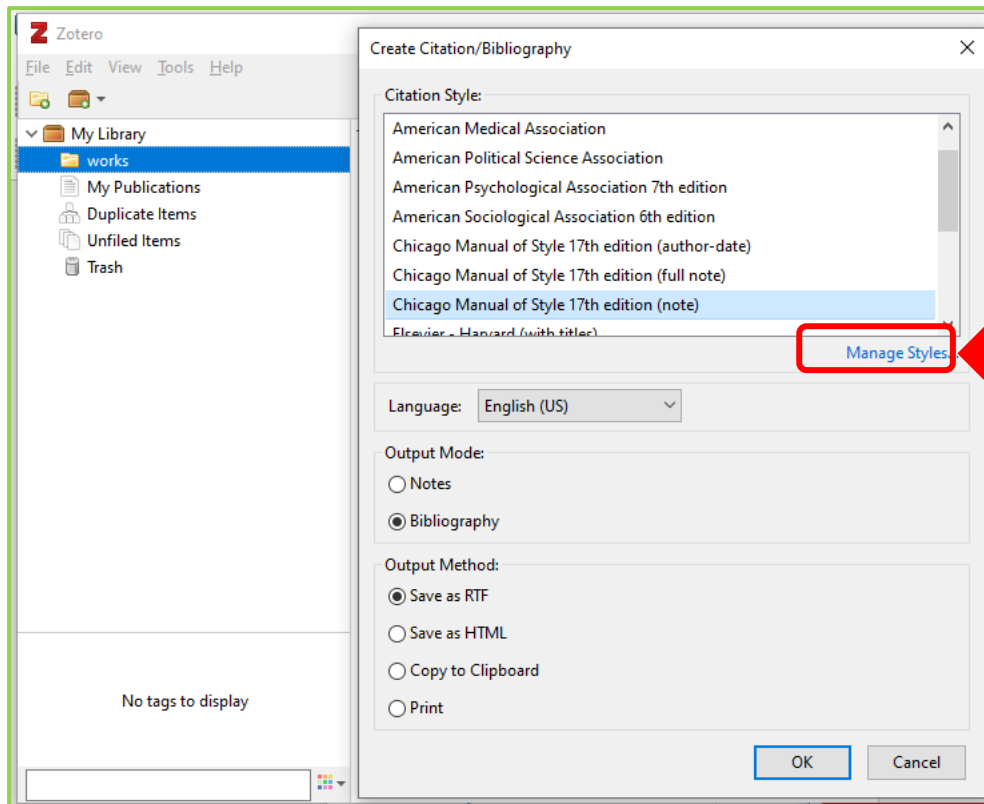 Zotero
File Edit View Tools Help
My Library
works
My Publications
Duplicate Items
Unfiled Items
Trash
No tags to display
Create Citation/Bibliography
Citation Style:
American Medical Association
American Political Science Association
American Psychological Association 7th edition
American Sociological Association 6th edition
Chicago Manual of Style 17th edition (author-date)
Chicago Manual of Style 17th edition (full note)
Chicago Manual of Style 17th edition (note)
Elsevier - Harvard (with titles)
Manage Styles...
Language: English (US)
Output Mode:
Notes
Bibliography
Output Method:
Save as RTF
Save as HTML
Copy to Clipboard
Print
OK Cancel